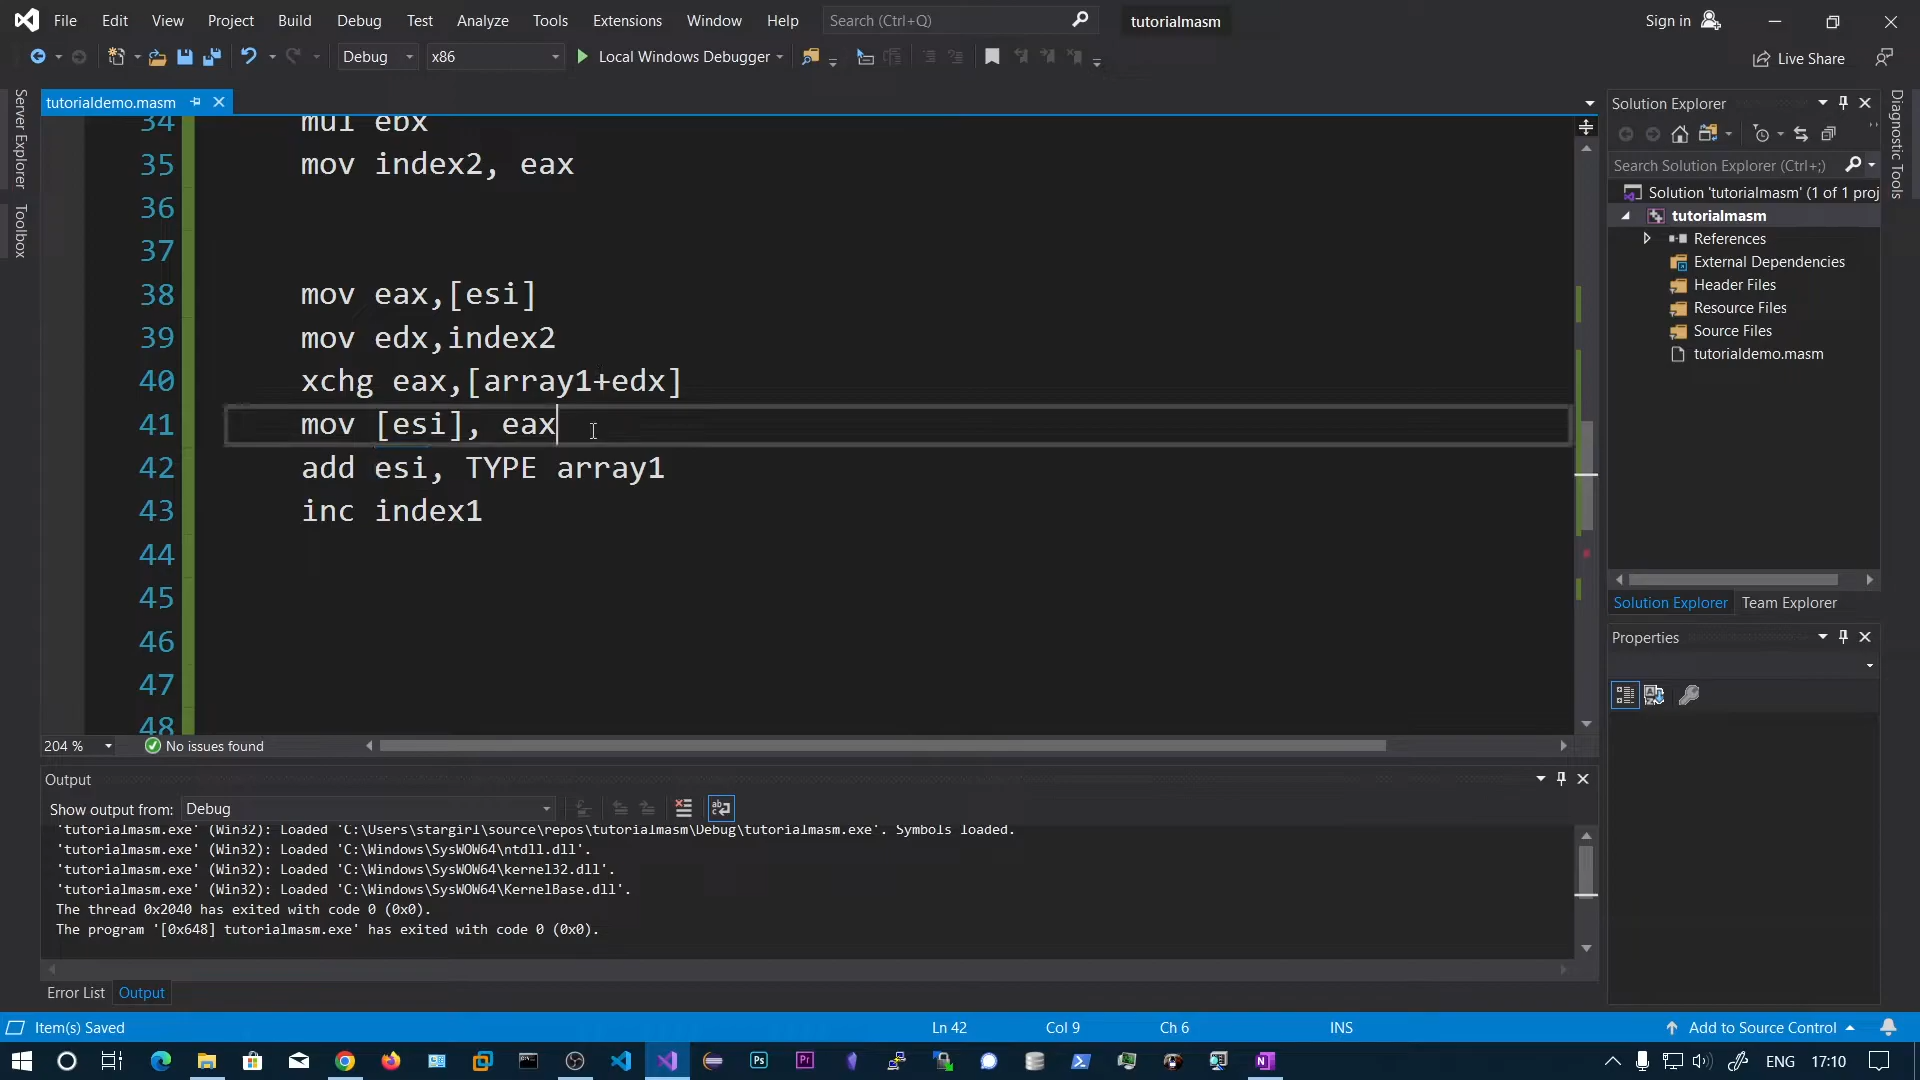 File Edit View Project Build Debug Test Analyze Tools Extensions Window Help Search (Ctrl+Q) tutorialmasm Sign in
Debug x86 Local Windows Debugger Live Share
Server Explorer
Toolbox
tutorialdemo.masm
34 mul ebx
35 mov index2, eax
36
37
38 mov eax,[esi]
39 mov edx,index2
40 xchg eax,[array1+edx]
41 mov [esi], eax
42 add esi, TYPE array1
43 inc index1
44
45
46
47
48
204 % No issues found
Output
Show output from: Debug
'tutorialmasm.exe' (Win32): Loaded 'C:\Users\stargirl\source\repos\tutorialmasm\Debug\tutorialmasm.exe'. Symbols loaded.
'tutorialmasm.exe' (Win32): Loaded 'C:\Windows\SysWOW64\ntdll.dll'.
'tutorialmasm.exe' (Win32): Loaded 'C:\Windows\SysWOW64\kernel32.dll'.
'tutorialmasm.exe' (Win32): Loaded 'C:\Windows\SysWOW64\KernelBase.dll'.
The thread 0x2040 has exited with code 0 (0x0).
The program '[0x648] tutorialmasm.exe' has exited with code 0 (0x0).
Error List Output
Solution Explorer
Search Solution Explorer (Ctrl+;)
Solution 'tutorialmasm' (1 of 1 proj
tutorialmasm
References
External Dependencies
Header Files
Resource Files
Source Files
tutorialdemo.masm
Solution Explorer Team Explorer
Properties
Diagnostic Tools
Item(s) Saved Ln 42 Col 9 Ch 6 INS Add to Source Control
Ps Pr N ENG 17:10